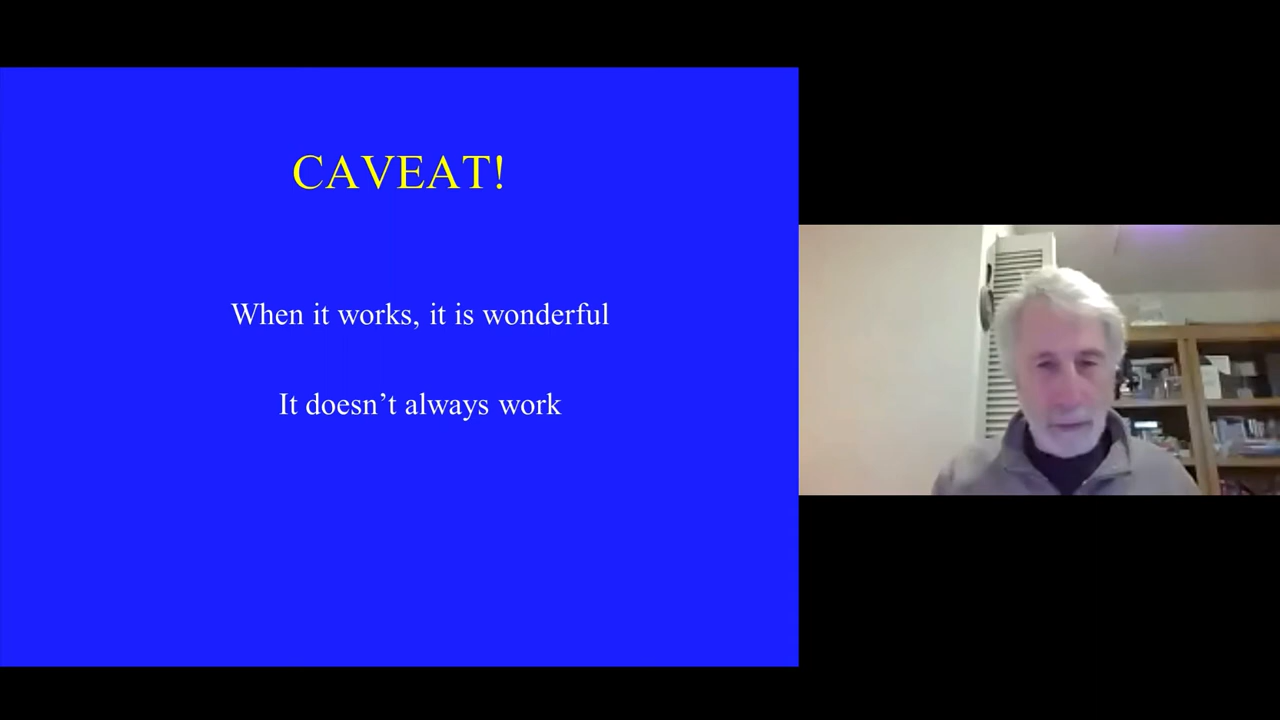 CAVEAT!
When it works, it is wonderful
It doesn’t always work